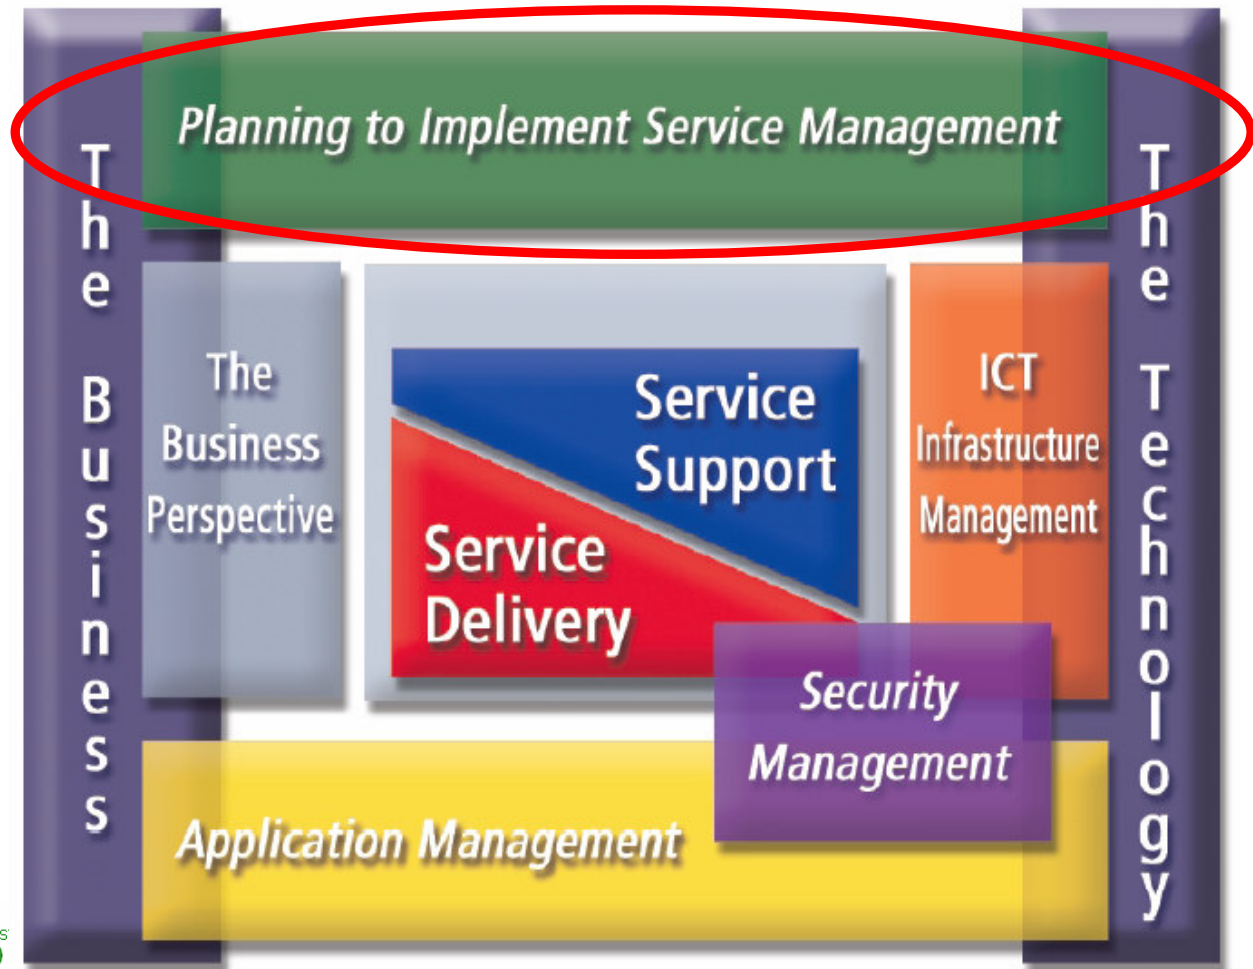 Planning to Implement Service Management
The Business
The
Business
Perspective
Service
Support
Service
Delivery
ICT
Infrastructure
Management
The Technology
Security
Management
Application Management
s